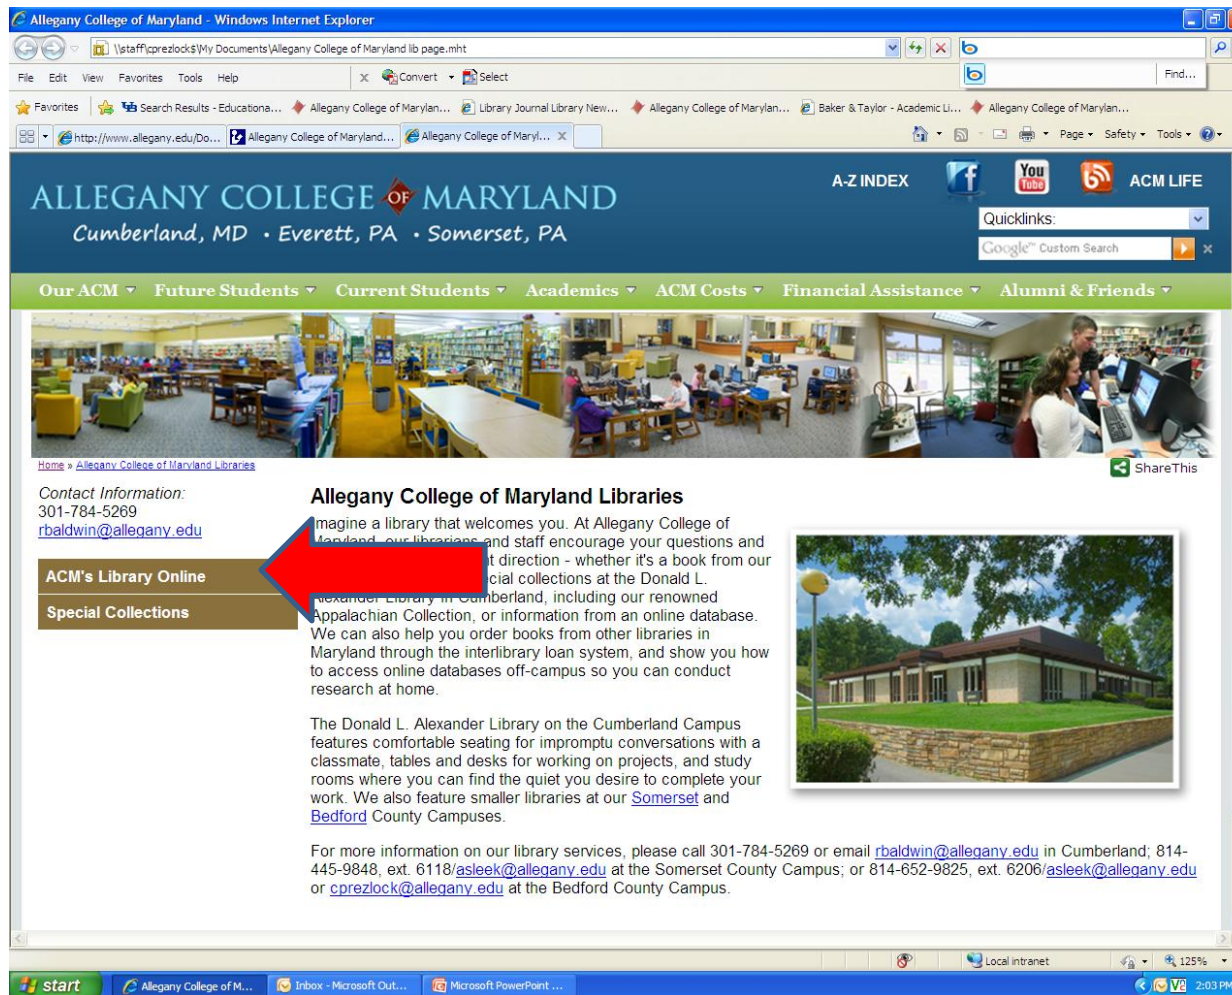 Allegany College of Maryland - Windows Internet Explorer
\\staff\cprezlock$\My Documents\Allegany College of Maryland lib page.mht
File Edit View Favorites Tools Help
Convert
Select
Find...
Favorites
Search Results - Educationa...
Allegany College of Marylan...
Library Journal Library New...
Allegany College of Marylan...
Baker & Taylor - Academic Li...
Allegany College of Marylan...
http://www.allegany.edu/Do...
Allegany College of Maryland...
Allegany College of Maryl...
Page Safety Tools
ALLEGANY COLLEGE OF MARYLAND
Cumberland, MD • Everett, PA • Somerset, PA
A-Z INDEX
You Tube
ACM LIFE
Quicklinks:
Google™ Custom Search
Our ACM Future Students Current Students Academics ACM Costs Financial Assistance Alumni & Friends
Home » Allegany College of Maryland Libraries
ShareThis
Contact Information:
301-784-5269
rbaldwin@allegany.edu
ACM's Library Online
Special Collections
Allegany College of Maryland Libraries
Imagine a library that welcomes you. At Allegany College of
Maryland, our librarians and staff encourage your questions and
direction - whether it's a book from our
collections at the Donald L.
Alexander Library in Cumberland, including our renowned
Appalachian Collection, or information from an online database.
We can also help you order books from other libraries in
Maryland through the interlibrary loan system, and show you how
to access online databases off-campus so you can conduct
research at home.
The Donald L. Alexander Library on the Cumberland Campus
features comfortable seating for impromptu conversations with a
classmate, tables and desks for working on projects, and study
rooms where you can find the quiet you desire to complete your
work. We also feature smaller libraries at our Somerset and
Bedford County Campuses.
For more information on our library services, please call 301-784-5269 or email rbaldwin@allegany.edu in Cumberland; 814-
445-9848, ext. 6118/asleek@allegany.edu at the Somerset County Campus; or 814-652-9825, ext. 6206/asleek@allegany.edu
or cprezlock@allegany.edu at the Bedford County Campus.
Local intranet
125%
start
Allegany College of M...
Inbox - Microsoft Out...
Microsoft PowerPoint ...
2:03 PM